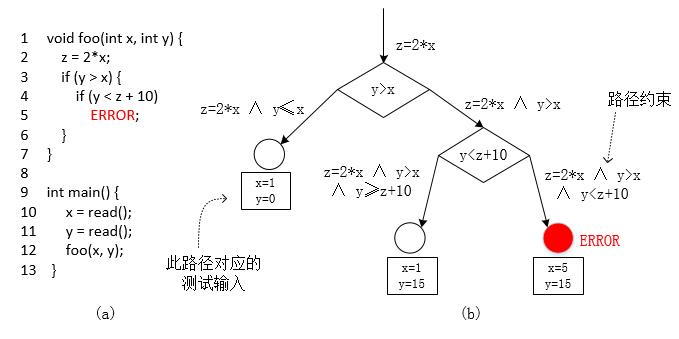 1 void foo(int x, int y) {
2 z = 2*x;
3 if (y > x) {
4 if (y < z + 10)
5 ERROR;
6 }
7 }
8
9 int main() {
10 x = read();
11 y = read();
12 foo(x, y);
13 }
(a)
z=2*x
y>x
z=2*x ∧ y⩽x
z=2*x ∧ y>x
路径约束
y<z+10
z=2*x ∧ y>x
∧ y⩾z+10
z=2*x ∧ y>x
∧ y<z+10
x=1
y=0
此路径对应的
测试输入
ERROR
x=1
y=15
x=5
y=15
(b)